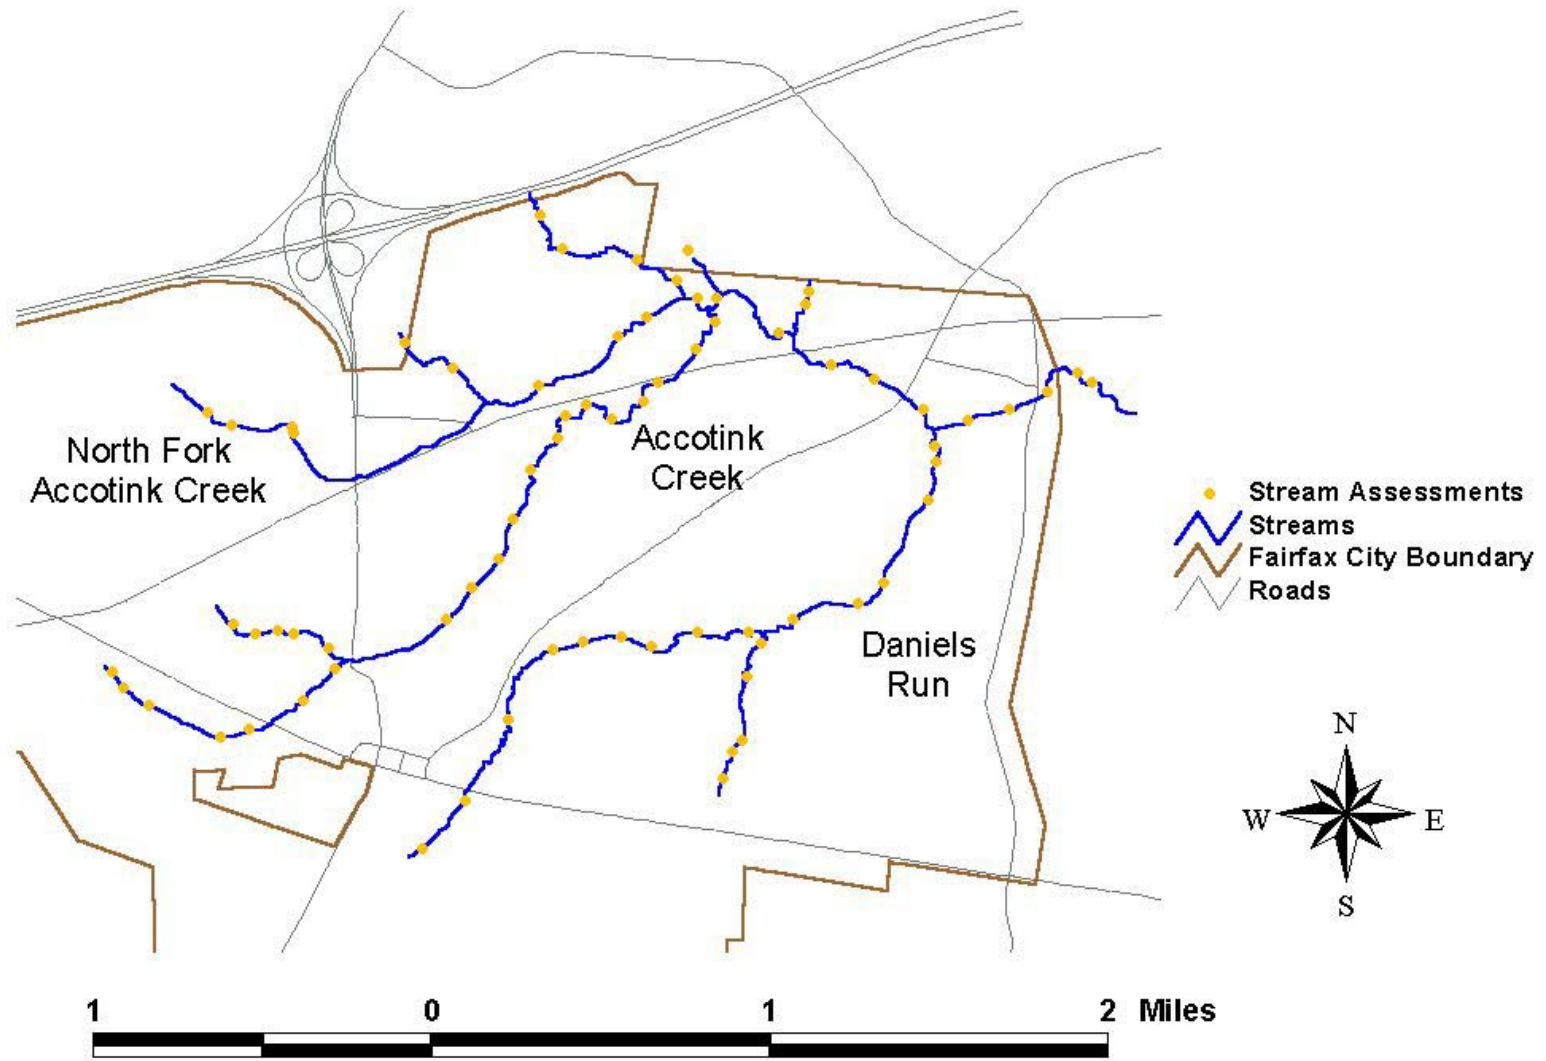 North Fork
Accotink Creek
Accotink
Creek
Daniels
Run
Stream Assessments
Streams
Fairfax City Boundary
Roads
N
W E
S
1 0 1 2 Miles